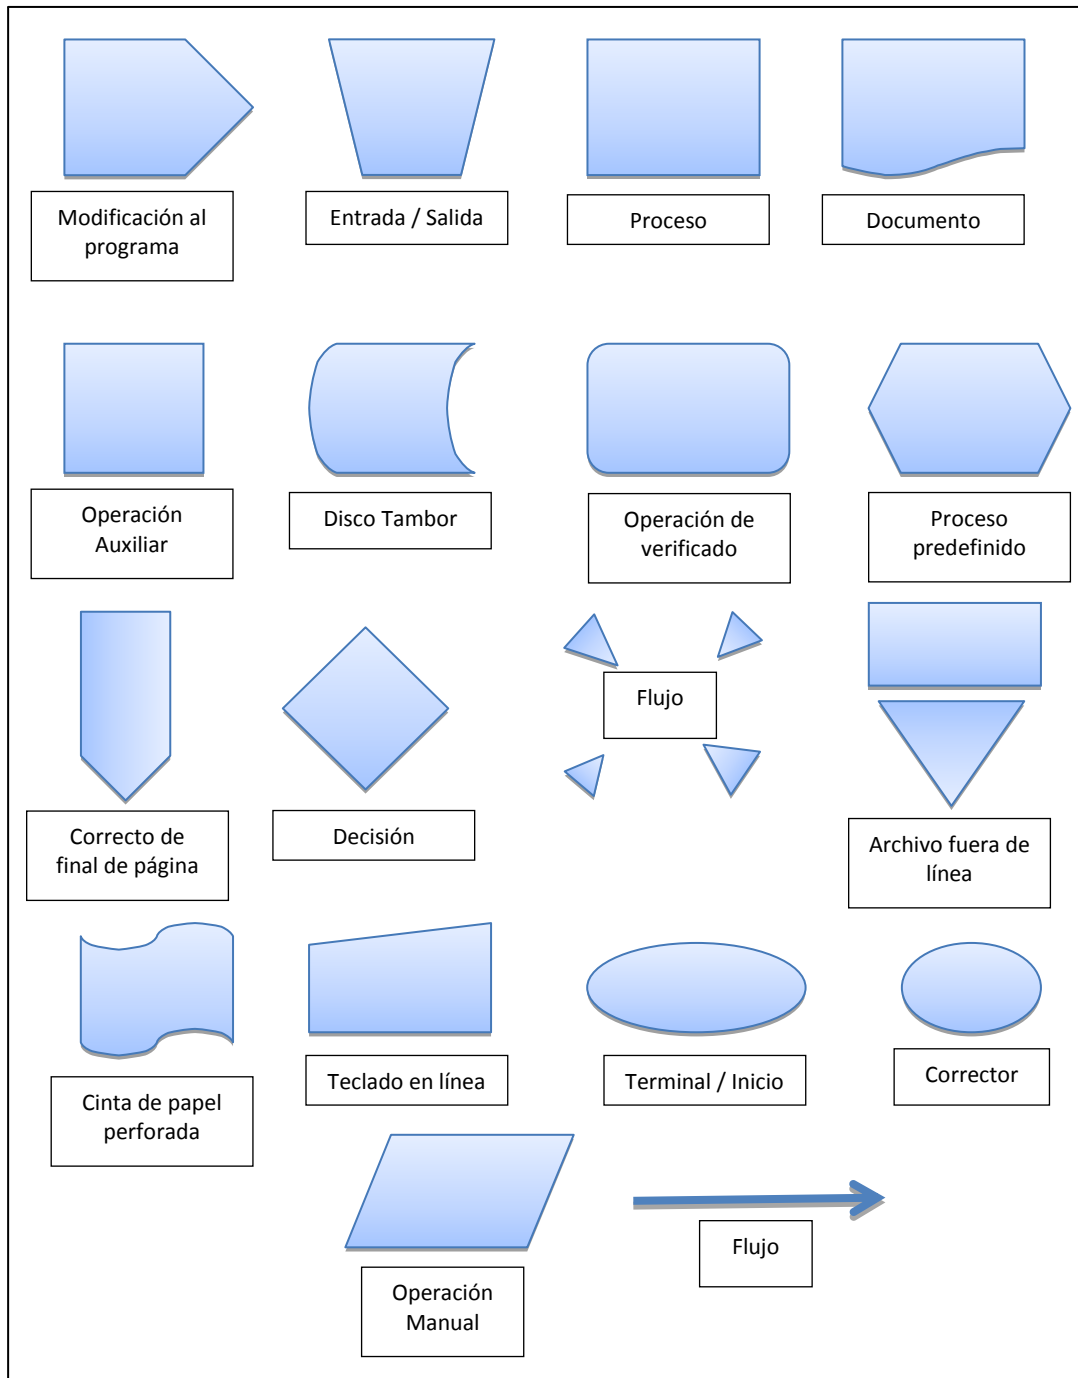 Modificación al
programa
Entrada / Salida
Proceso
Documento
Operación
Auxiliar
Disco Tambor
Operación de
verificado
Proceso
predefinido
Correcto de
final de página
Decisión
Flujo
Archivo fuera de
línea
Cinta de papel
perforada
Teclado en línea
Terminal / Inicio
Corrector
Operación
Manual
Flujo